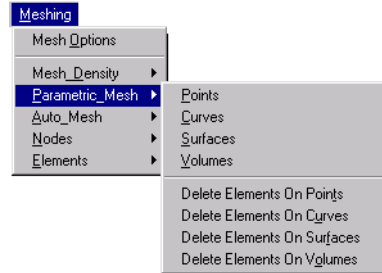 Meshing
Mesh Options
Mesh_Density
Parametric_Mesh
Auto_Mesh
Nodes
Elements
Points
Curves
Surfaces
Volumes
Delete Elements On Points
Delete Elements On Curves
Delete Elements On Surfaces
Delete Elements On Volumes